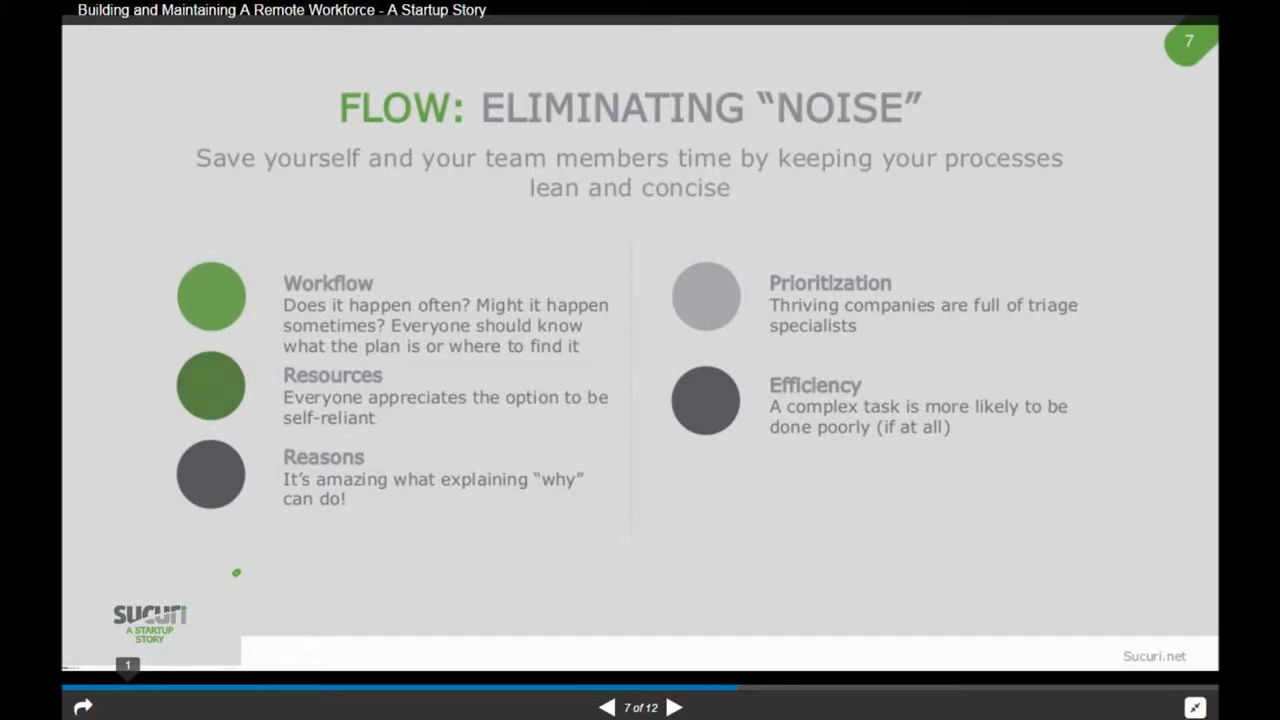 Building and Maintaining A Remote Workforce - A Startup Story
7
FLOW: ELIMINATING “NOISE”
Save yourself and your team members time by keeping your processes
lean and concise
Workflow
Does it happen often? Might it happen
sometimes? Everyone should know
what the plan is or where to find it
Resources
Everyone appreciates the option to be
self-reliant
Reasons
It’s amazing what explaining “why”
can do!
Prioritization
Thriving companies are full of triage
specialists
Efficiency
A complex task is more likely to be
done poorly (if at all)
SUCURI
A STARTUP
STORY
Sucuri.net
1
7 of 12